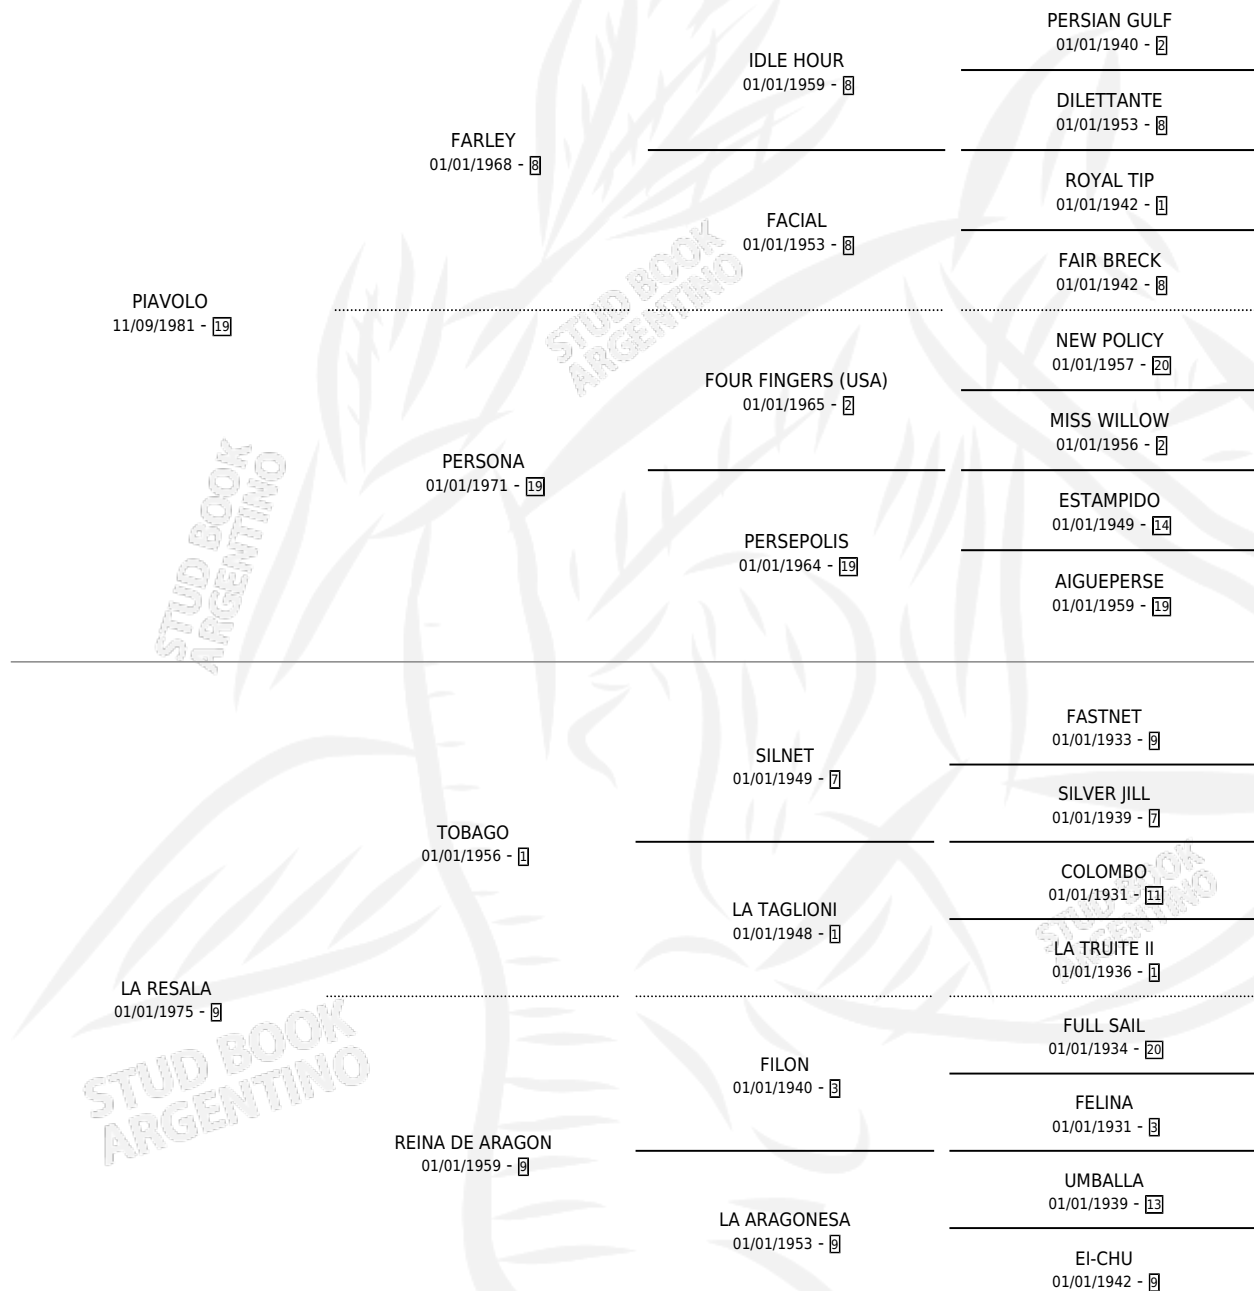 PERSIAN GULF
01/01/1940 - 2
IDLE HOUR
01/01/1959 - 8
DILETTANTE
01/01/1953 - 8
FARLEY
01/01/1968 - 8
ROYAL TIP
01/01/1942 - 1
FACIAL
01/01/1953 - 8
FAIR BRECK
01/01/1942 - 8
PIAVOLO
11/09/1981 - 19
NEW POLICY
01/01/1957 - 20
FOUR FINGERS (USA)
01/01/1965 - 2
MISS WILLOW
01/01/1956 - 2
PERSONA
01/01/1971 - 19
ESTAMPIDO
01/01/1949 - 14
PERSEPOLIS
01/01/1964 - 19
AIGUEPERSE
01/01/1959 - 19
STUD BOOK
ARGENTINO
STUD BOOK
ARGENTINO
FASTNET
01/01/1933 - 9
SILNET
01/01/1949 - 7
SILVER JILL
01/01/1939 - 7
TOBAGO
01/01/1956 - 1
COLOMBO
01/01/1931 - 11
LA TAGLIONI
01/01/1948 - 1
LA TRUITE II
01/01/1936 - 1
LA RESALA
01/01/1975 - 9
FULL SAIL
01/01/1934 - 20
FILON
01/01/1940 - 3
FELINA
01/01/1931 - 3
REINA DE ARAGON
01/01/1959 - 9
UMBALLA
01/01/1939 - 13
LA ARAGONESA
01/01/1953 - 9
EI-CHU
01/01/1942 - 9
STUD BOOK
ARGENTINO
STUD BOOK
ARGENTINO